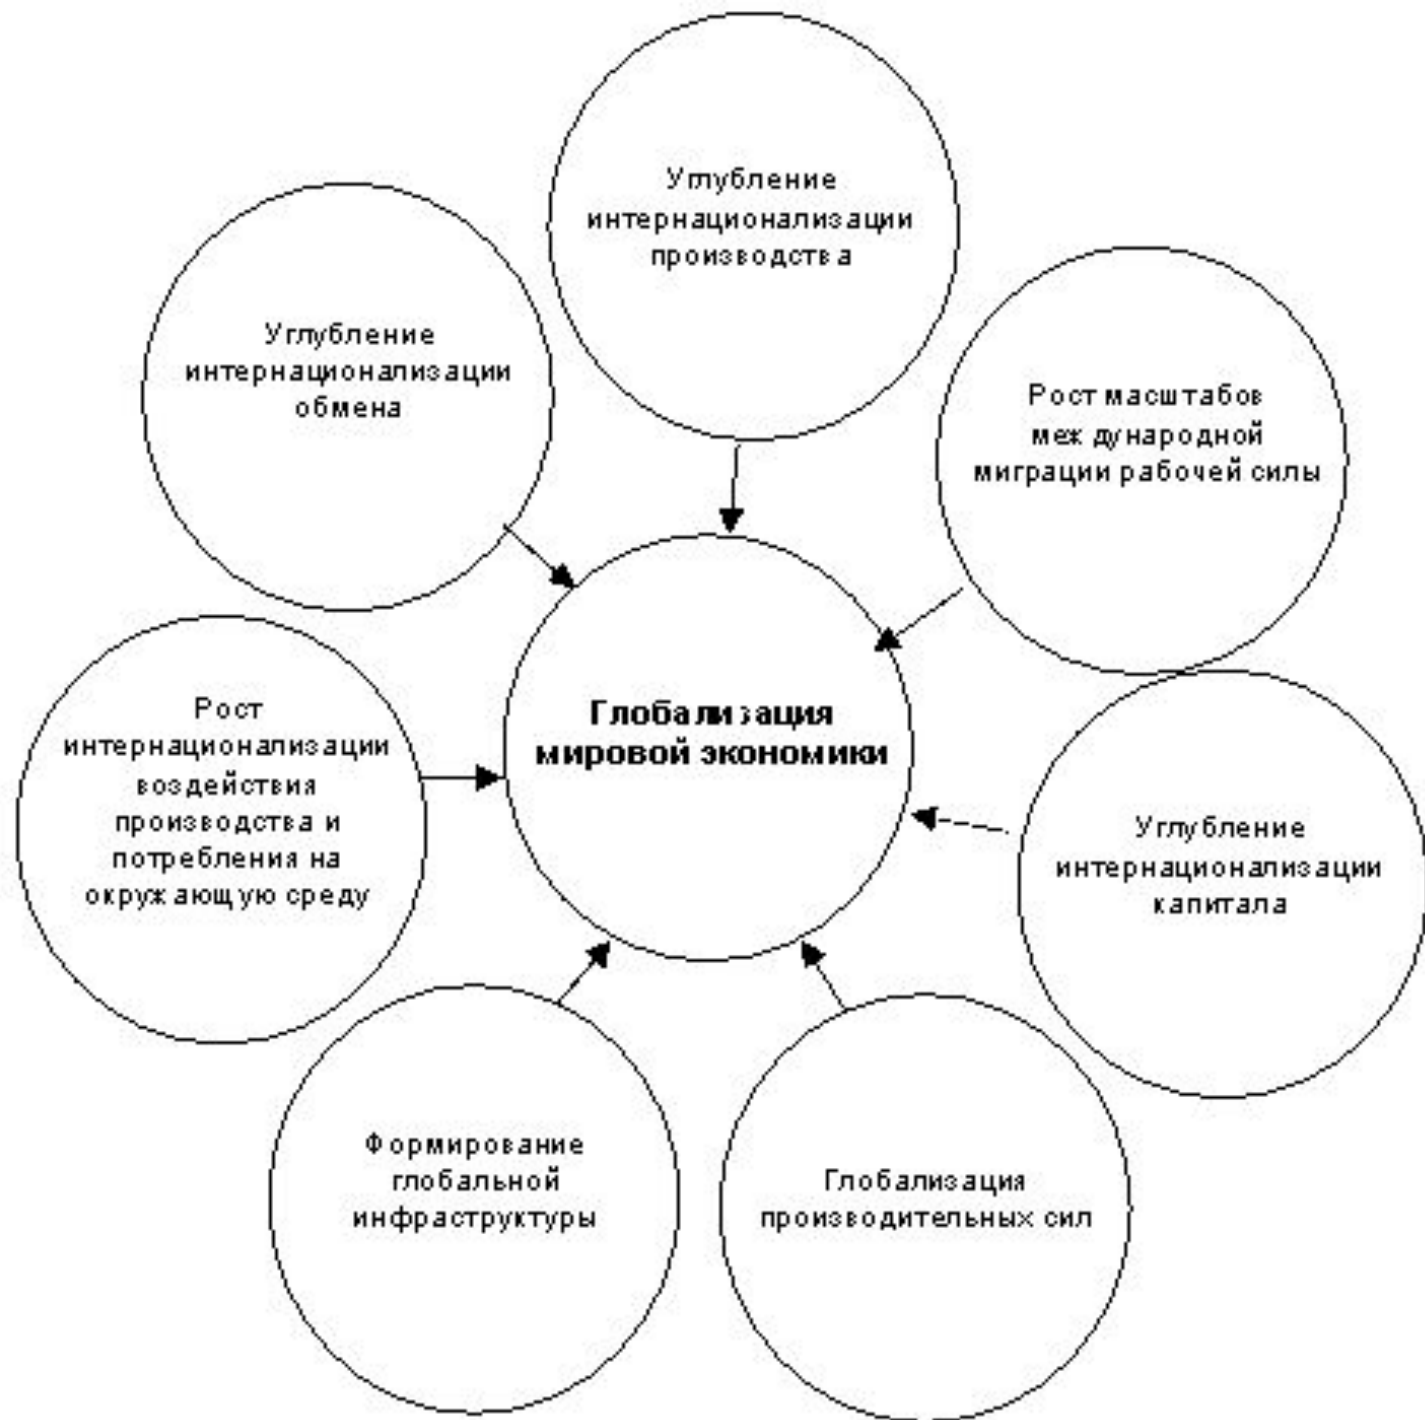 Углубление
интернационализации
производства
Углубление
интернационализации
обмена
Рост масштабов
международной
миграции рабочей силы
Рост
интернационализации
воздействия
производства и
потребления на
окружающую среду
Глобализация
мировой экономики
Углубление
интернационализации
капитала
Формирование
глобальной
инфраструктуры
Глобализация
производительных сил